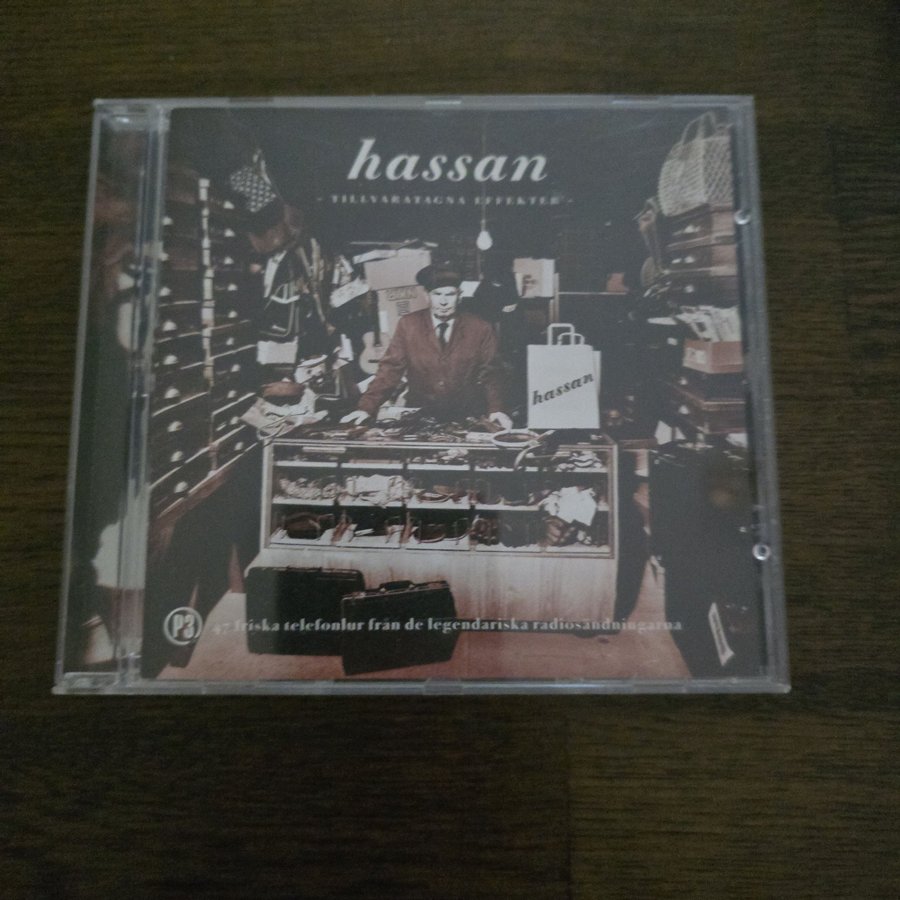 hassan
- TILLVARATAGNA EFFEKTER -
hassan
P3
47 friska telefonlur från de legendariska radiosändningarna